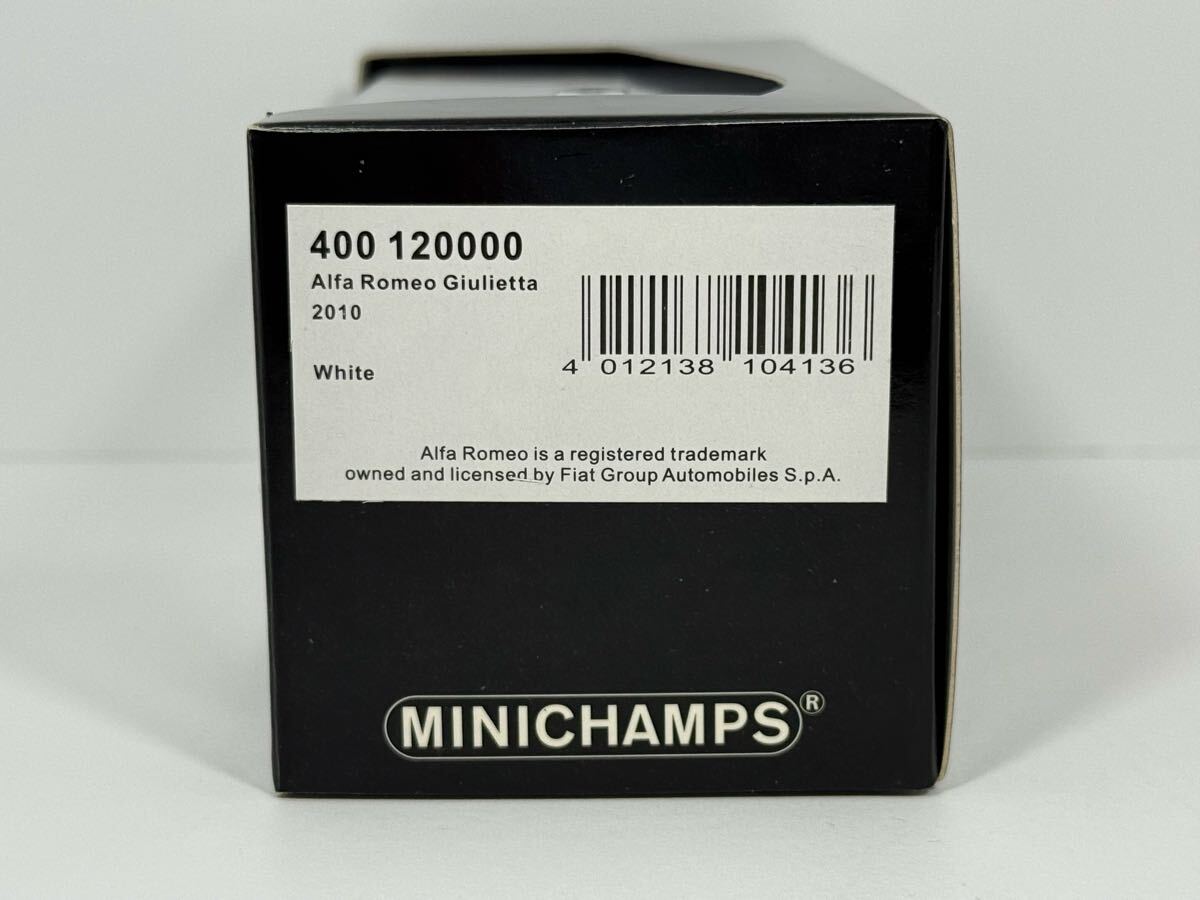 400 120000
Alfa Romeo Giulietta
2010
White
4 012138 104136
Alfa Romeo is a registered trademark
owned and licensed by Fiat Group Automobiles S.p.A.
MINICHAMPS®